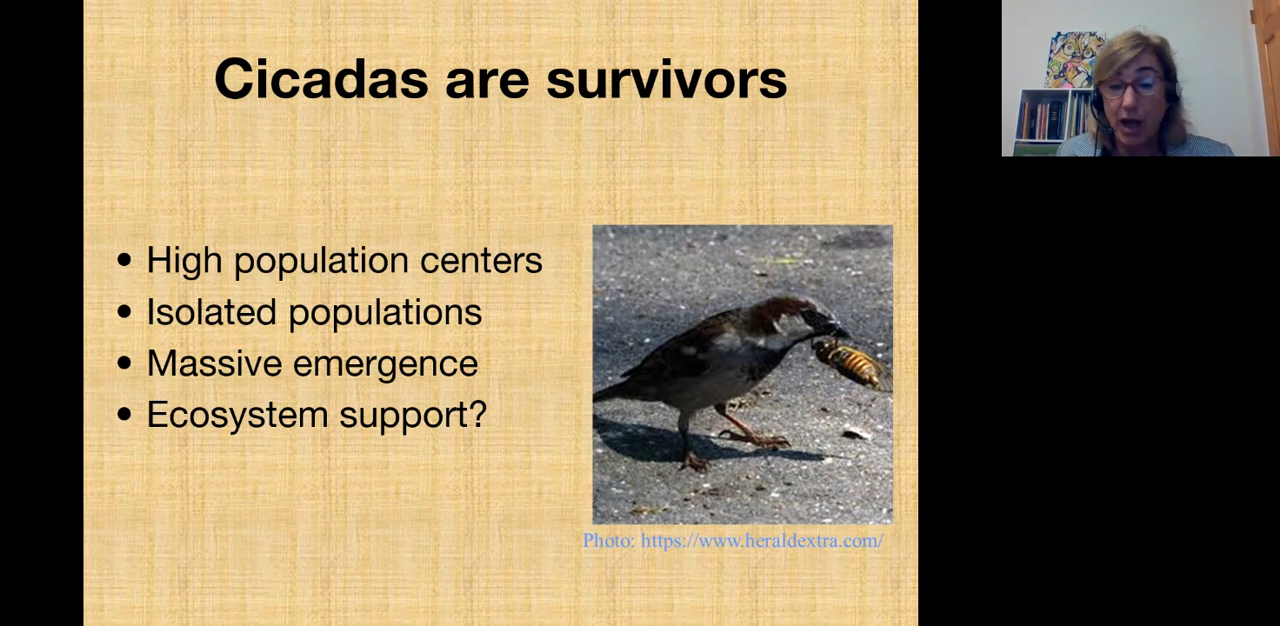 Cicadas are survivors
• High population centers
• Isolated populations
• Massive emergence
• Ecosystem support?
Photo: https://www.heraldextra.com/